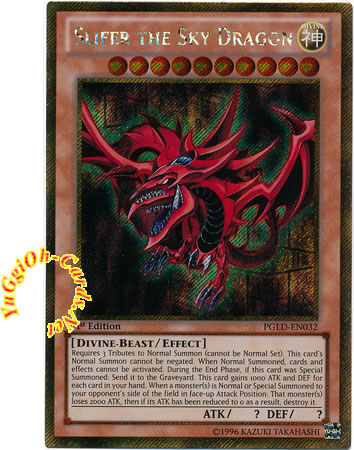 Slifer the Sky Dragon
DIVINE
神
YuGgiOh-Cards.Net
1st Edition
PGLD-EN032
[DIVINE-BEAST / EFFECT]
Requires 3 Tributes to Normal Summon (cannot be Normal Set). This card's
Normal Summon cannot be negated. When Normal Summoned, cards and
effects cannot be activated. During the End Phase, if this card was Special
Summoned: Send it to the Graveyard. This card gains 1000 ATK and DEF for
each card in your hand. When a monster(s) is Normal or Special Summoned to
your opponent's side of the field in face-up Attack Position: That monster(s)
loses 2000 ATK, then if its ATK has been reduced to 0 as a result, destroy it.
ATK / ? DEF / ?
©1996 KAZUKI TAKAHASHI